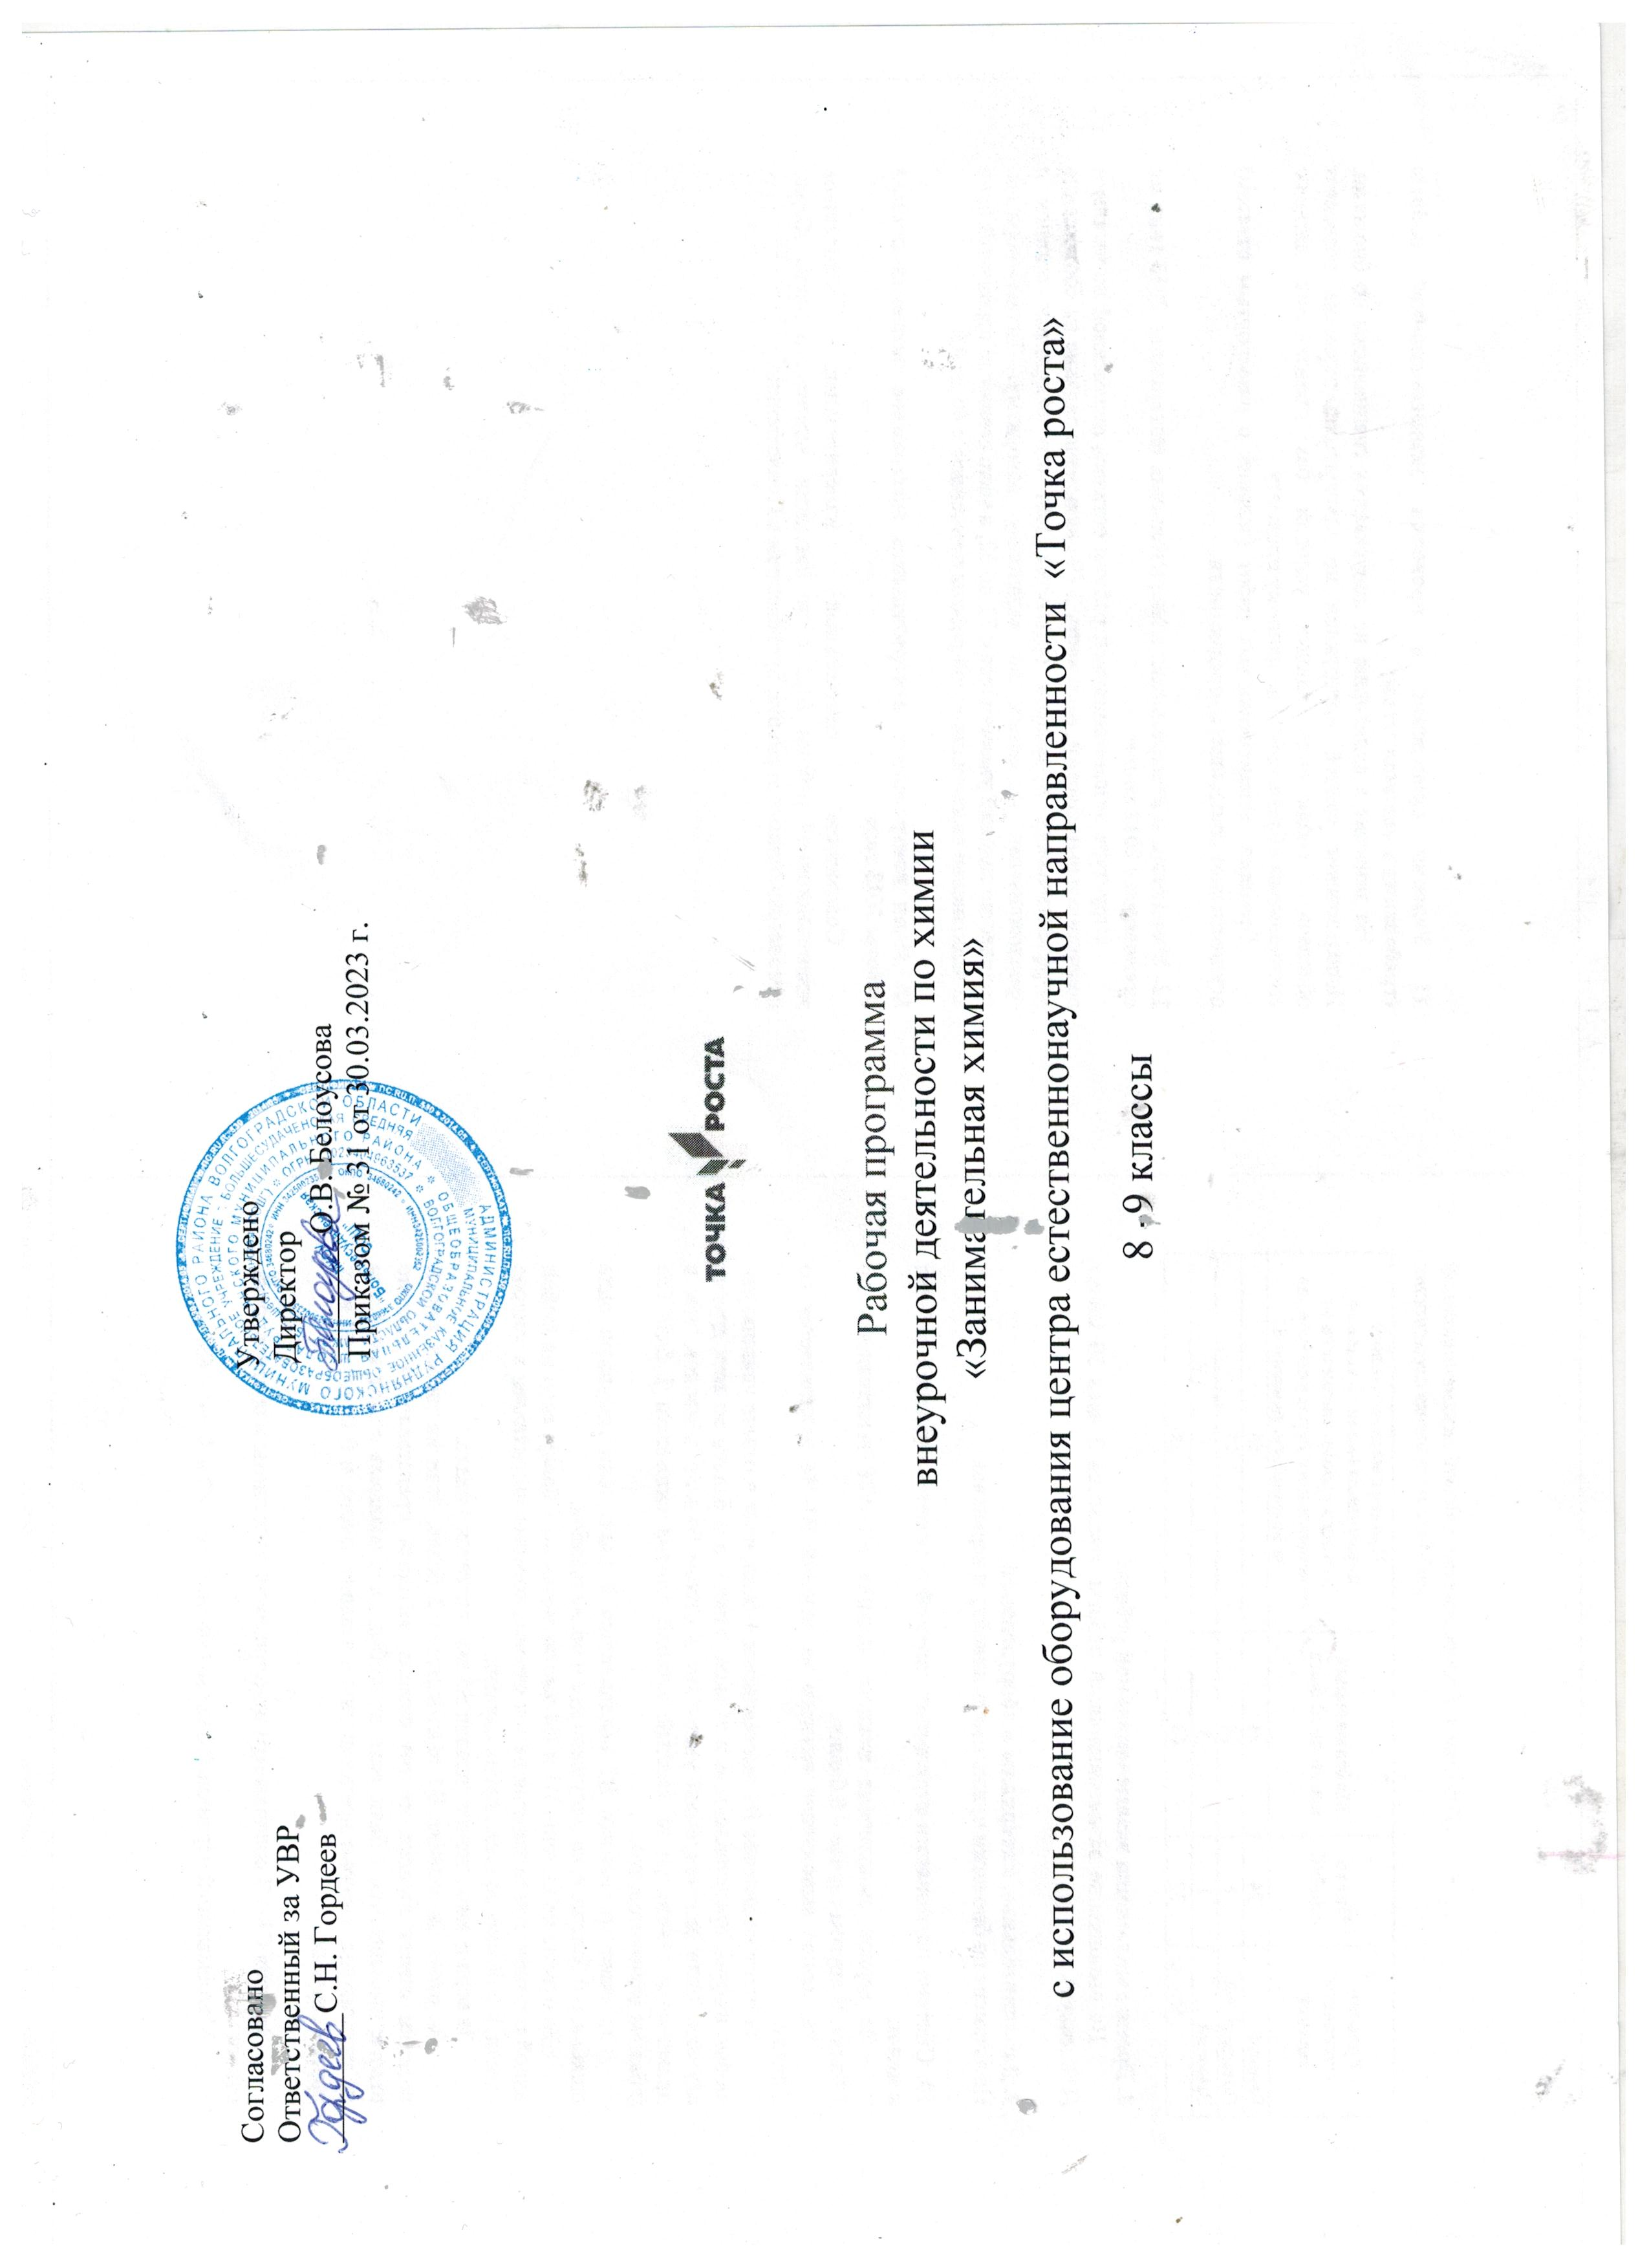 Согласовано
Ответственный за УВР
С.Н. Гордеев
Утверждено
Директор
О.В. Белоусова
Приказом № 31 от 30.03.2023 г.
ТОЧКА РОСТА
Рабочая программа
внеурочной деятельности по химии
«Занимательная химия»
с использование оборудования центра естественнонаучной направленности «Точка роста»
8 -9 классы